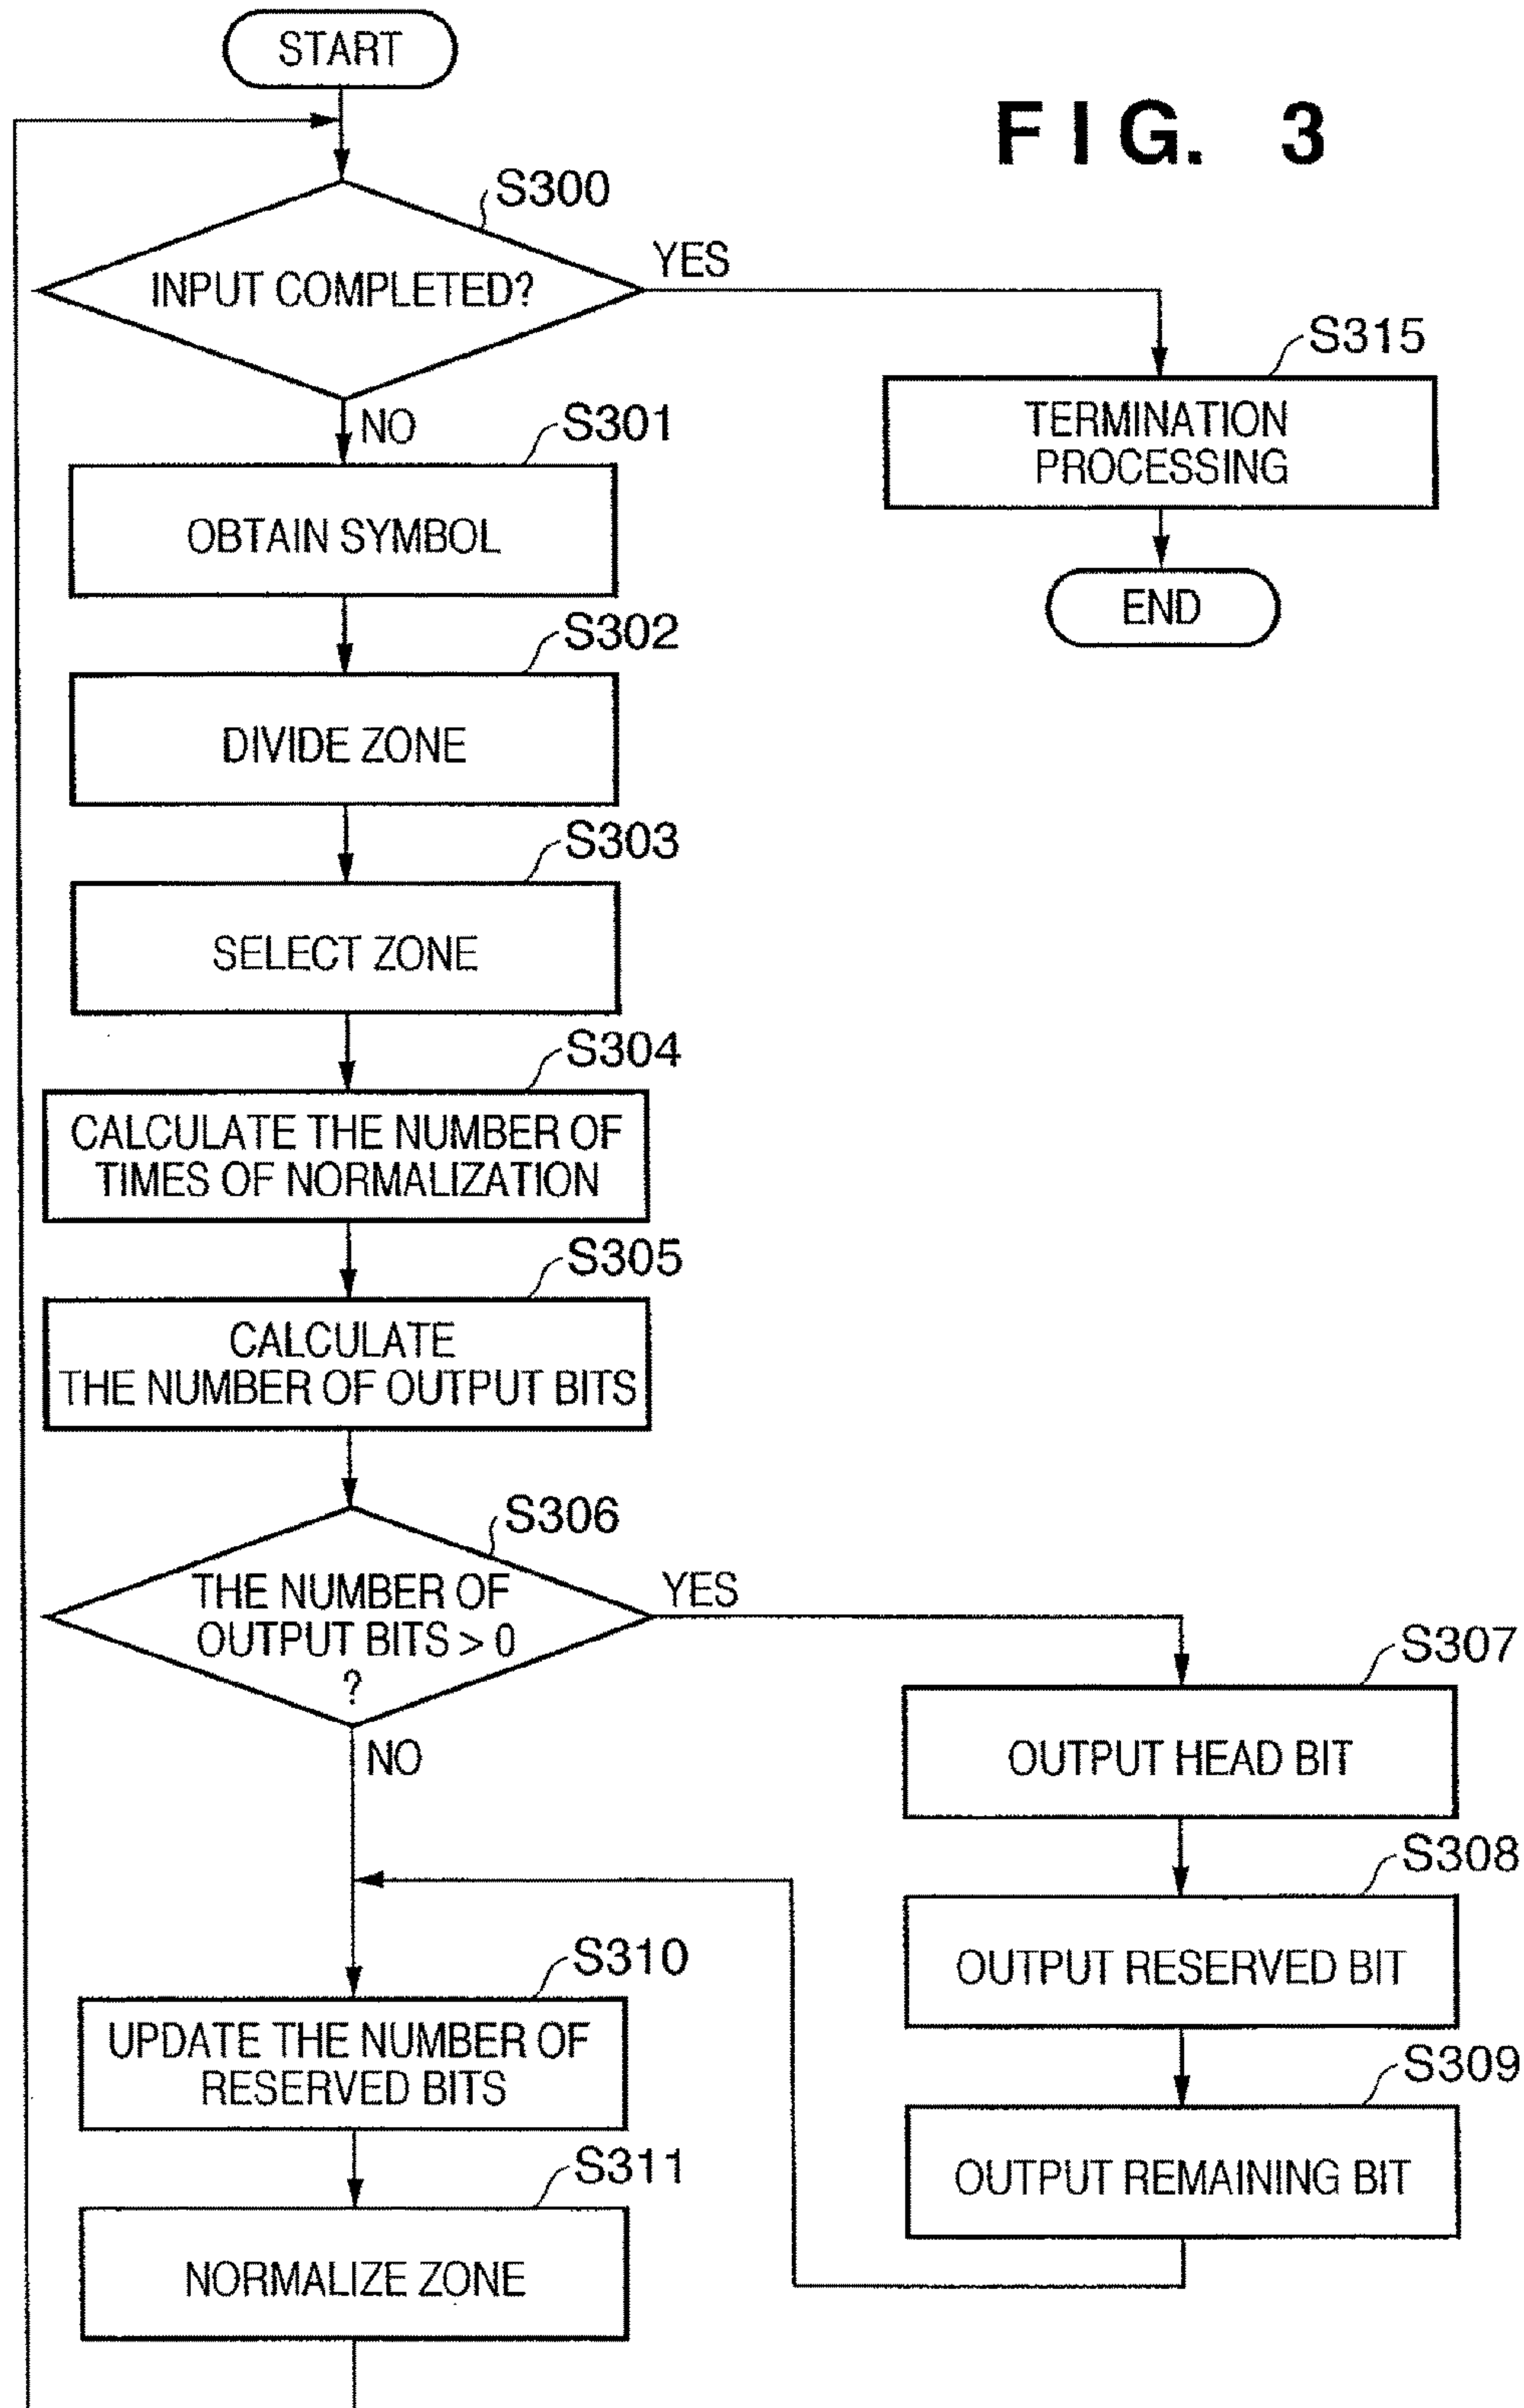 START
FIG. 3
S300
INPUT COMPLETED?
YES
S315
TERMINATION
PROCESSING
END
NO
S301
OBTAIN SYMBOL
S302
DIVIDE ZONE
S303
SELECT ZONE
S304
CALCULATE THE NUMBER OF
TIMES OF NORMALIZATION
S305
CALCULATE
THE NUMBER OF OUTPUT BITS
S306
THE NUMBER OF
OUTPUT BITS > 0
?
YES
S307
OUTPUT HEAD BIT
S308
OUTPUT RESERVED BIT
S309
OUTPUT REMAINING BIT
NO
S310
UPDATE THE NUMBER OF
RESERVED BITS
S311
NORMALIZE ZONE